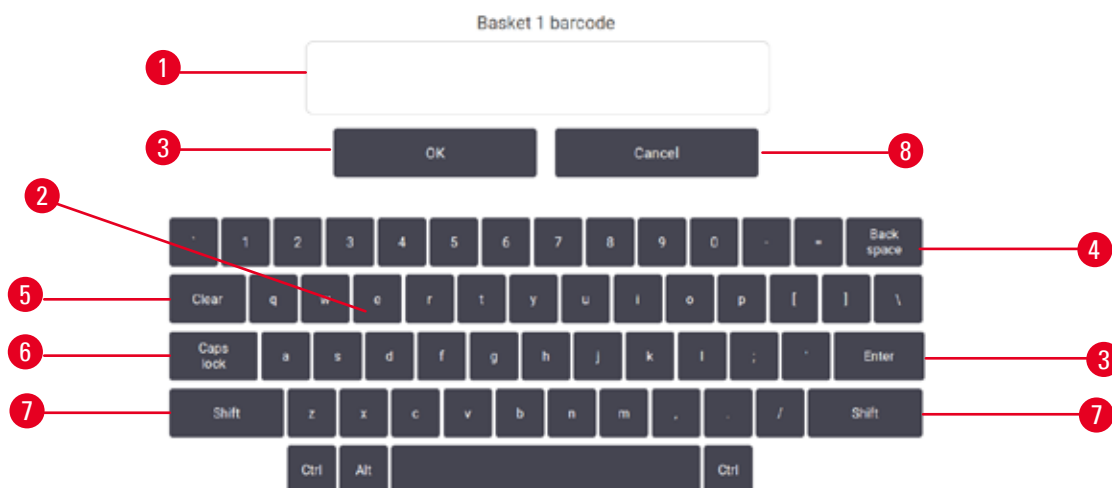 Basket 1 barcode
1
3 OK Cancel 8
2
` 1 2 3 4 5 6 7 8 9 0 - = Back space 4
5 Clear q w e r t y u i o p [ ] \
6 Caps lock a s d f g h j k l ; ' Enter 3
7 Shift z x c v b n m , . / Shift 7
Ctrl Alt Ctrl